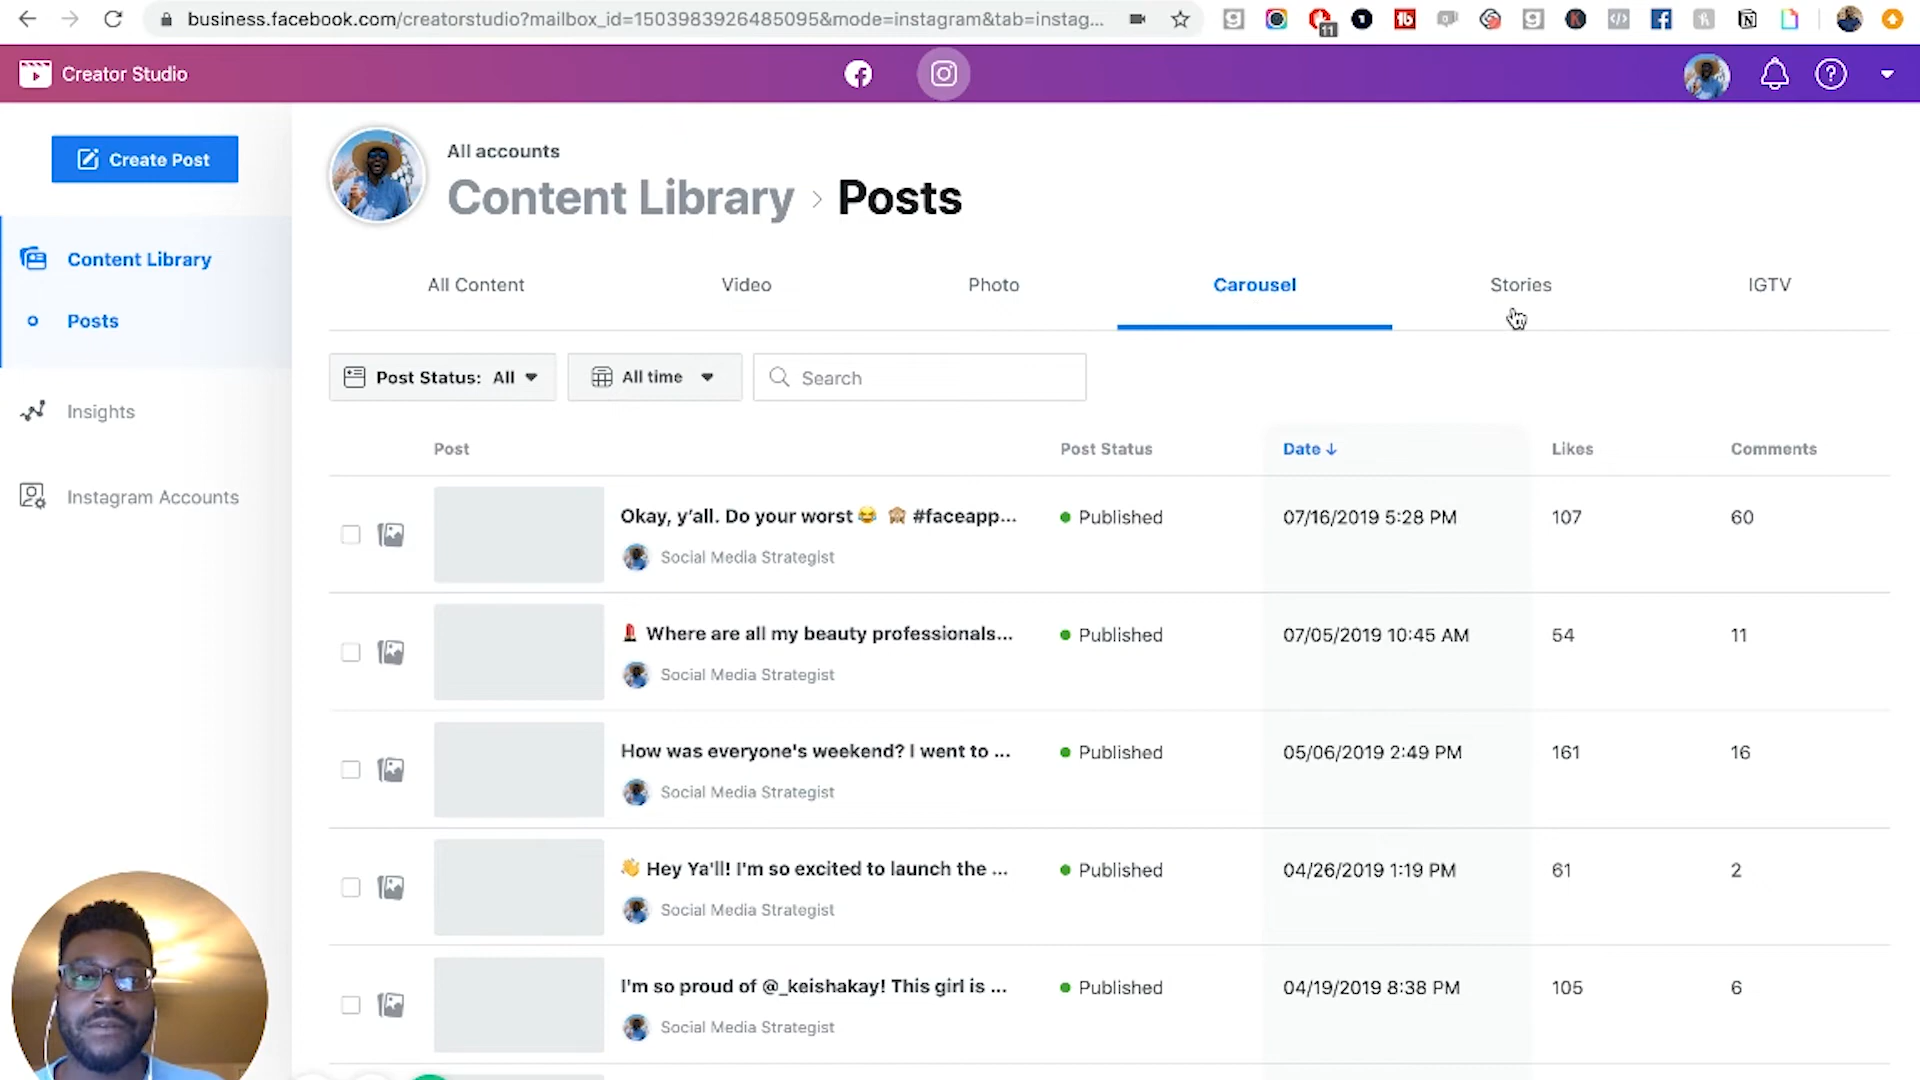 business.facebook.com/creatorstudio?mailbox_id=1503983926485095&mode=instagram&tab=instag...
11
Creator Studio
Create Post
Content Library
Posts
Insights
Instagram Accounts
All accounts
Content Library > Posts
All Content Video Photo Carousel Stories IGTV
Post Status: All All time Search
Post Post Status Date ↓ Likes Comments
Okay, y'all. Do your worst 😂 🙈 #faceapp... Published 07/16/2019 5:28 PM 107 60
Social Media Strategist
💄 Where are all my beauty professionals... Published 07/05/2019 10:45 AM 54 11
Social Media Strategist
How was everyone's weekend? I went to ... Published 05/06/2019 2:49 PM 161 16
Social Media Strategist
👋 Hey Ya'll! I'm so excited to launch the ... Published 04/26/2019 1:19 PM 61 2
Social Media Strategist
I'm so proud of @_keishakay! This girl is ... Published 04/19/2019 8:38 PM 105 6
Social Media Strategist